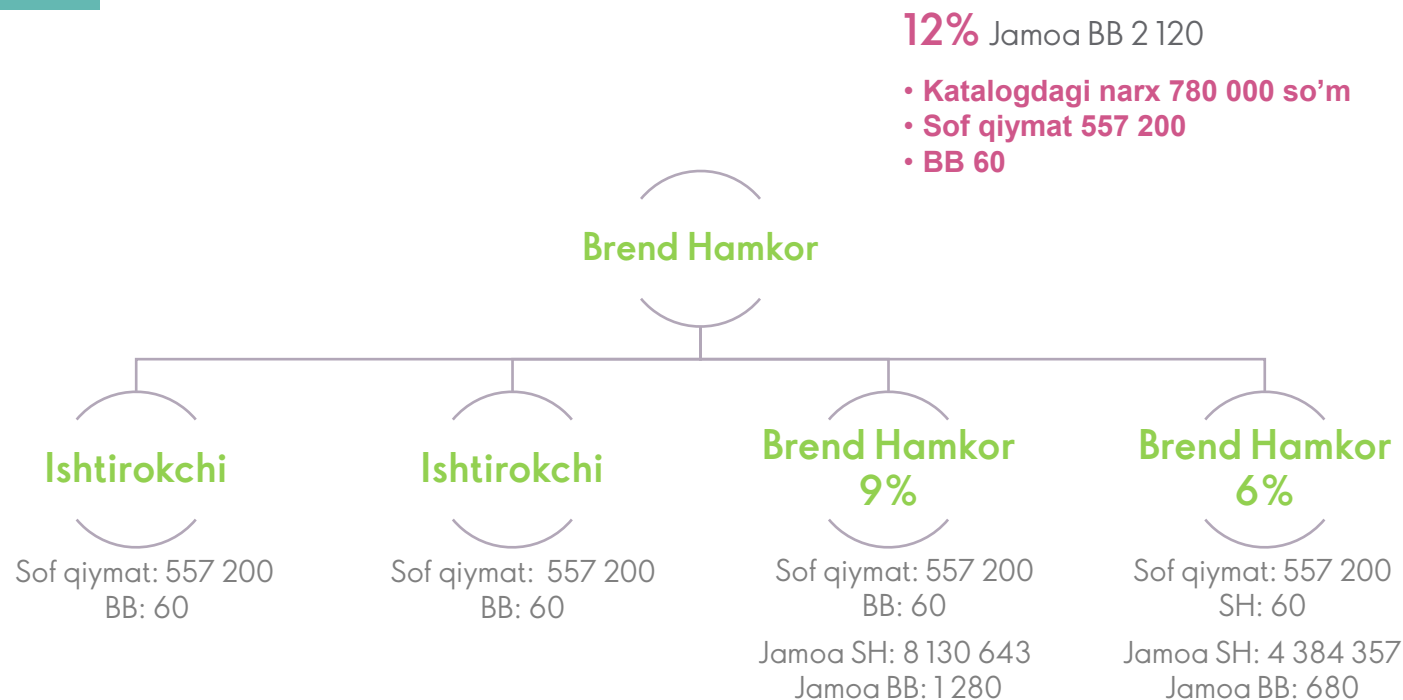 12% Jamoa BB 2 120
• Katalogdagi narx 780 000 so’m
• Sof qiymat 557 200
• BB 60
Brend Hamkor
Ishtirokchi
Sof qiymat: 557 200
BB: 60
Ishtirokchi
Sof qiymat: 557 200
BB: 60
Brend Hamkor
9%
Sof qiymat: 557 200
BB: 60
Jamoa SH: 8 130 643
Jamoa BB: 1 280
Brend Hamkor
6%
Sof qiymat: 557 200
SH: 60
Jamoa SH: 4 384 357
Jamoa BB: 680